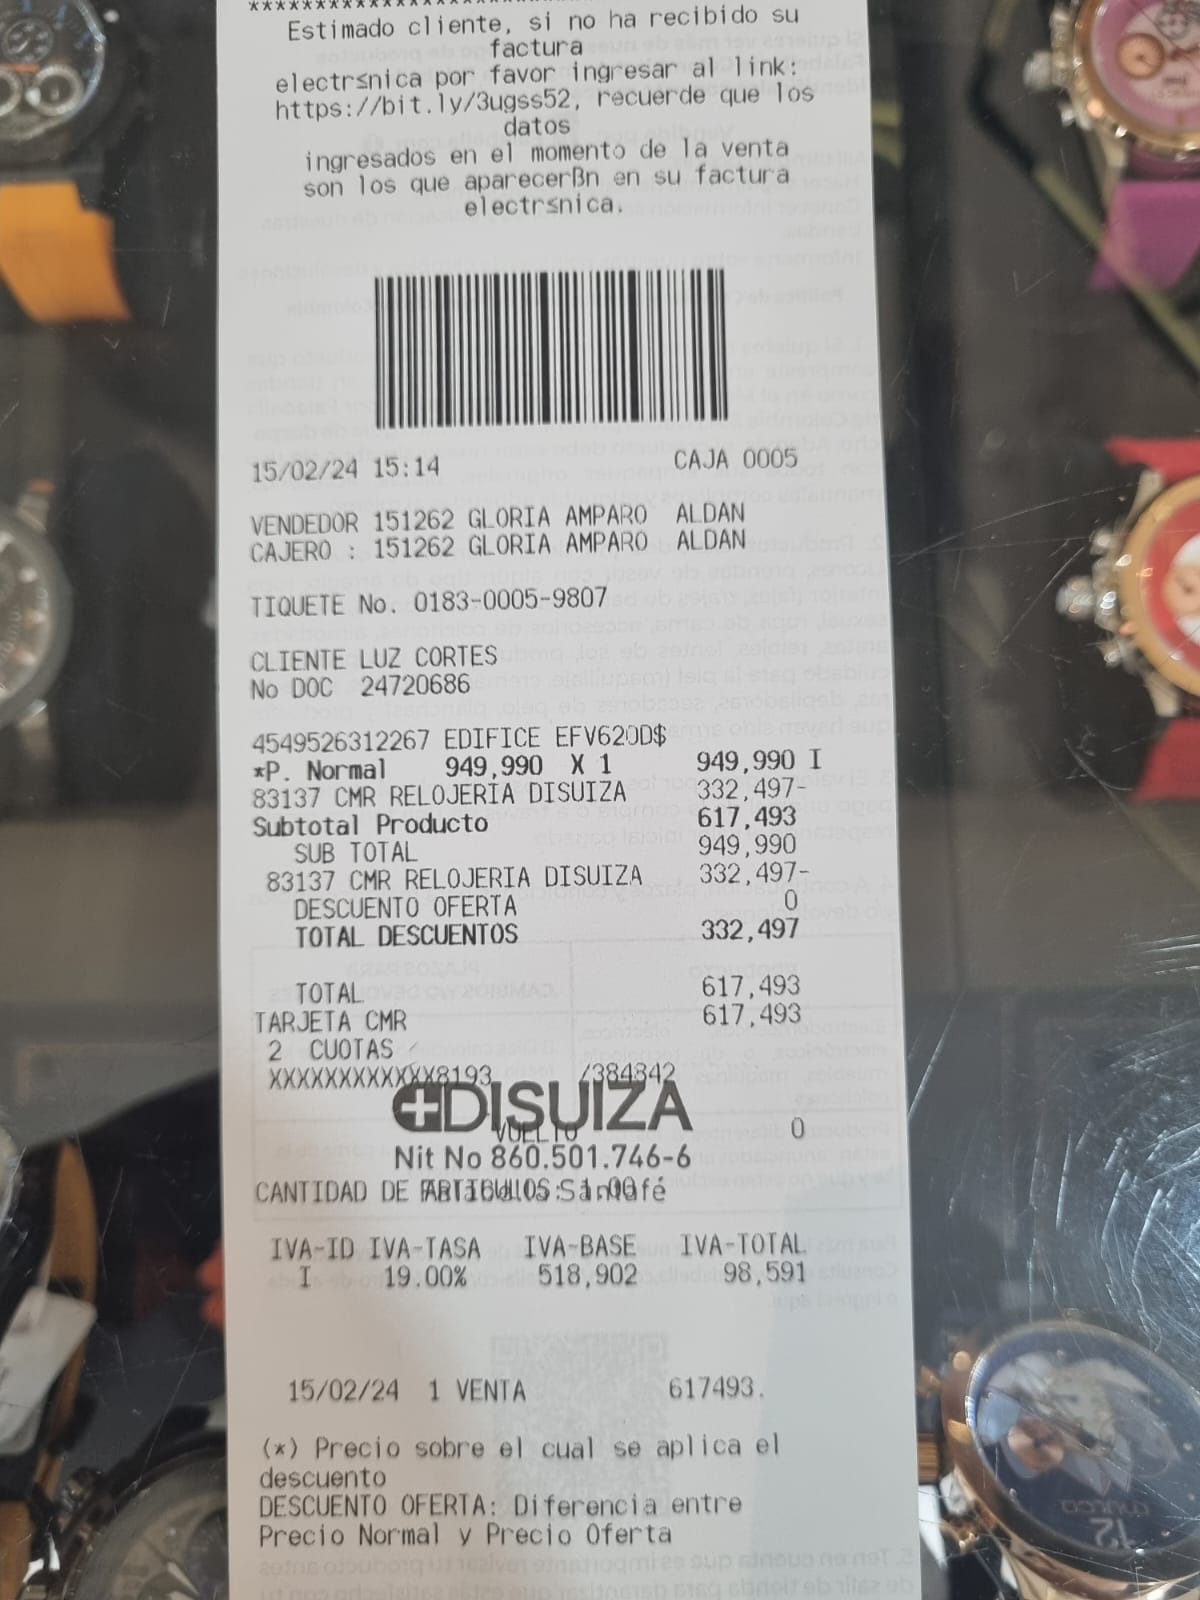 Estimado cliente, si no ha recibido su
factura
electr≤nica por favor ingresar al link:
https://bit.ly/3ugss52, recuerde que los
datos
ingresados en el momento de la venta
son los que aparecerßn en su factura
electr≤nica.
15/02/24 15:14 CAJA 0005
VENDEDOR 151262 GLORIA AMPARO ALDAN
CAJERO : 151262 GLORIA AMPARO ALDAN
TIQUETE No. 0183-0005-9807
CLIENTE LUZ CORTES
No DOC 24720686
4549526312267 EDIFICE EFV620D$
*P. Normal 949,990 X 1 949,990 I
83137 CMR RELOJERIA DISUIZA 332,497-
Subtotal Producto 617,493
SUB TOTAL 949,990
83137 CMR RELOJERIA DISUIZA 332,497-
DESCUENTO OFERTA 0
TOTAL DESCUENTOS 332,497
TOTAL 617,493
TARJETA CMR 617,493
2 CUOTAS
XXXXXXXXXXXX8193 /384842
DISUIZA
VUELTO 0
Nit No 860.501.746-6
CANTIDAD DE ARTICULOS:
IVA-ID IVA-TASA IVA-BASE IVA-TOTAL
I 19.00% 518,902 98,591
15/02/24 1 VENTA 617493.
(*) Precio sobre el cual se aplica el
descuento
DESCUENTO OFERTA: Diferencia entre
Precio Normal y Precio Oferta